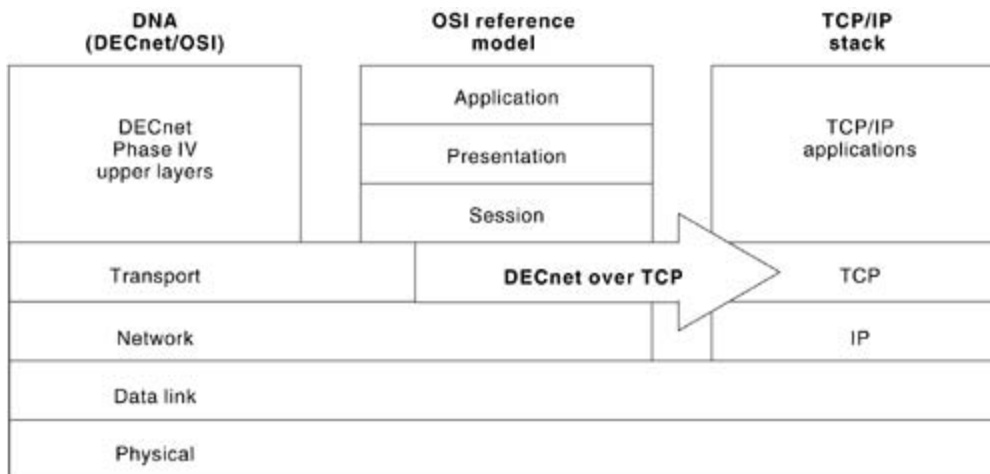 DNA
(DECnet/OSI)
OSI reference
model
TCP/IP
stack
DECnet
Phase IV
upper layers
Application
Presentation
Session
TCP/IP
applications
Transport
DECnet over TCP
TCP
Network
IP
Data link
Physical